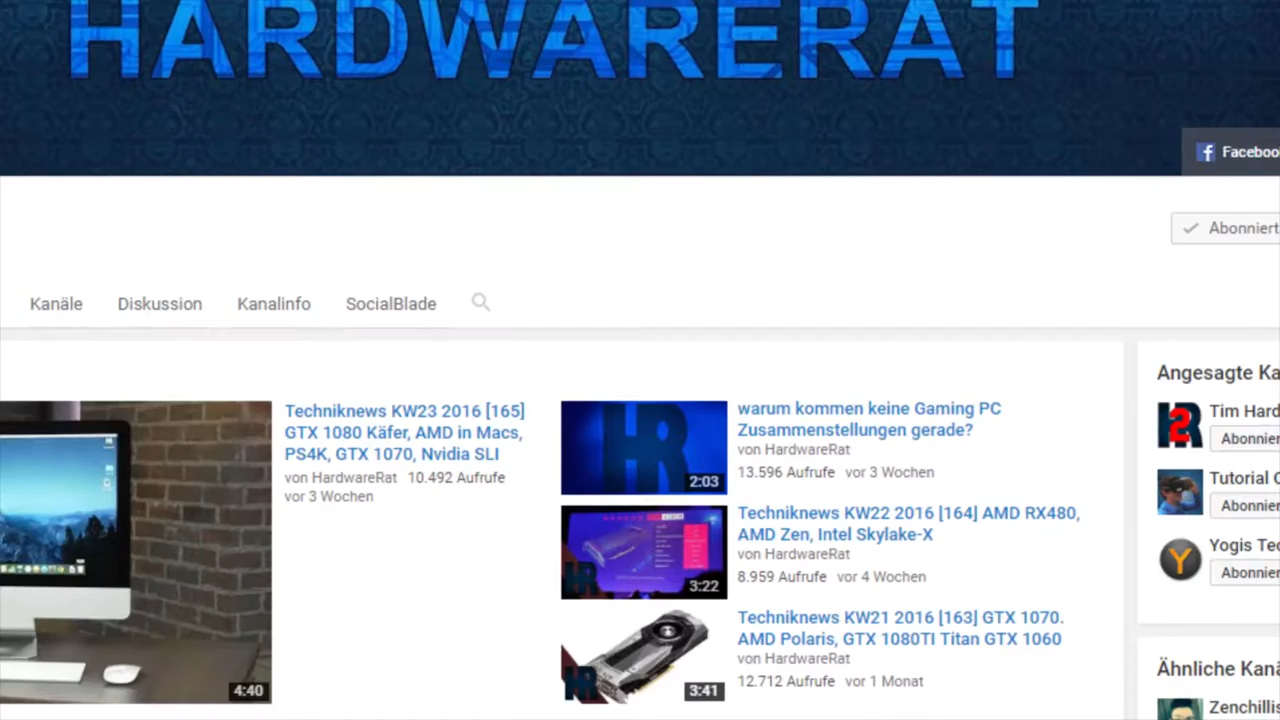 HARDWARERAT
Faceboo
Abonniert
Kanäle Diskussion Kanalinfo SocialBlade
Techniknews KW23 2016 [165]
GTX 1080 Käfer, AMD in Macs,
PS4K, GTX 1070, Nvidia SLI
von HardwareRat 10.492 Aufrufe
vor 3 Wochen
4:40
HR
2:03
warum kommen keine Gaming PC
Zusammenstellungen gerade?
von HardwareRat
13.596 Aufrufe vor 3 Wochen
HR
3:22
Techniknews KW22 2016 [164] AMD RX480,
AMD Zen, Intel Skylake-X
von HardwareRat
8.959 Aufrufe vor 4 Wochen
HR
3:41
Techniknews KW21 2016 [163] GTX 1070.
AMD Polaris, GTX 1080TI Titan GTX 1060
von HardwareRat
12.712 Aufrufe vor 1 Monat
Angesagte Ka
Tim Hard
Abonnier
Tutorial
Abonnier
Y
Yogis Tec
Abonnier
Ähnliche Kanä
Zenchillis